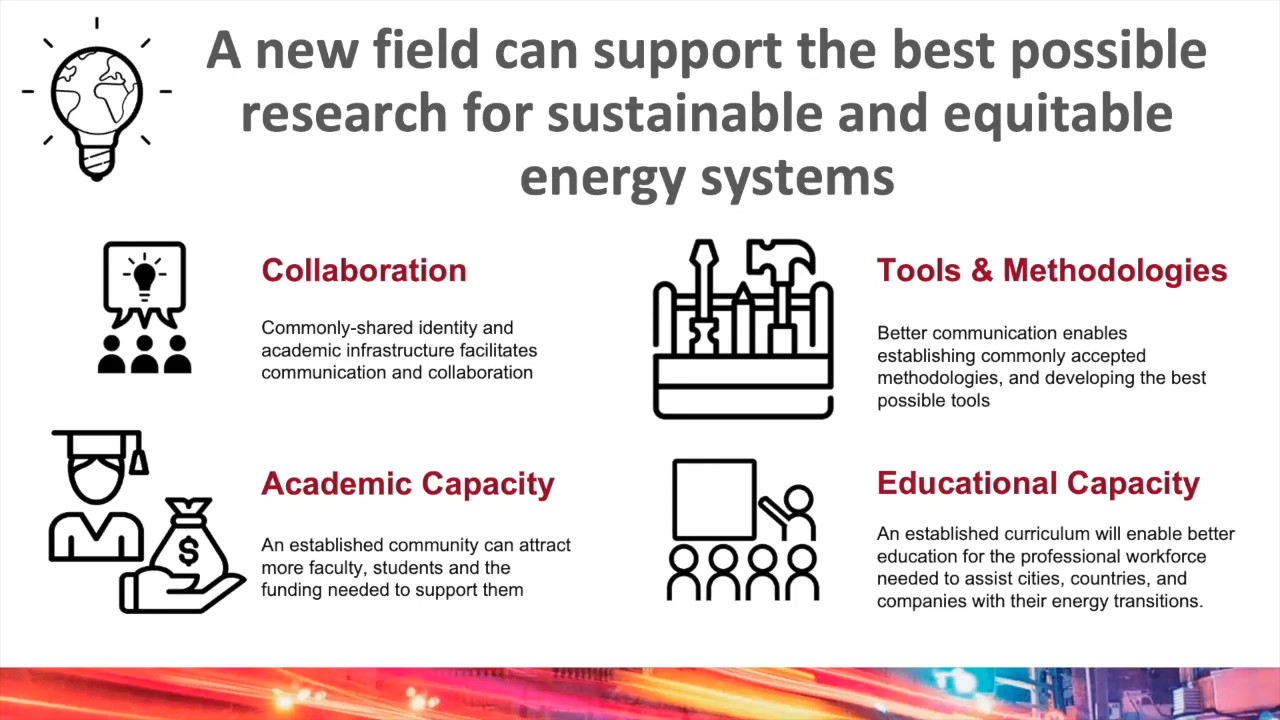 A new field can support the best possible
research for sustainable and equitable
energy systems
Collaboration
Commonly-shared identity and
academic infrastructure facilitates
communication and collaboration
Tools & Methodologies
Better communication enables
establishing commonly accepted
methodologies, and developing the best
possible tools
$
Academic Capacity
An established community can attract
more faculty, students and the
funding needed to support them
Educational Capacity
An established curriculum will enable better
education for the professional workforce
needed to assist cities, countries, and
companies with their energy transitions.